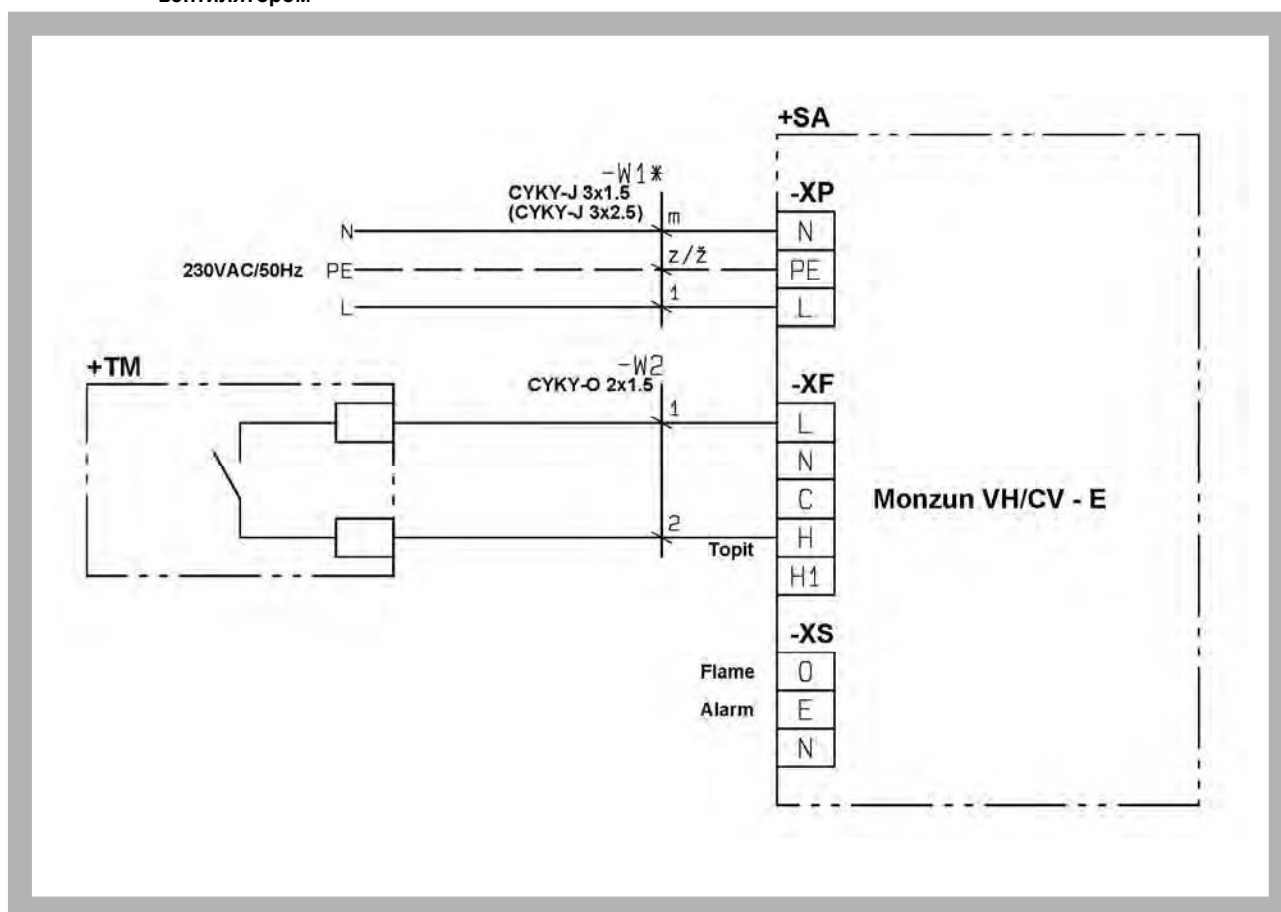 вентилятором
+SA
-W1*
CYKY-J 3x1.5
(CYKY-J 3x2.5)
-XP
N
m
N
230VAC/50Hz
PE
z/ž
PE
L
1
L
+TM
-W2
CYKY-O 2x1.5
-XF
1
L
N
C
Monzun VH/CV - E
2
Topit
H
H1
-XS
Flame
O
Alarm
E
N